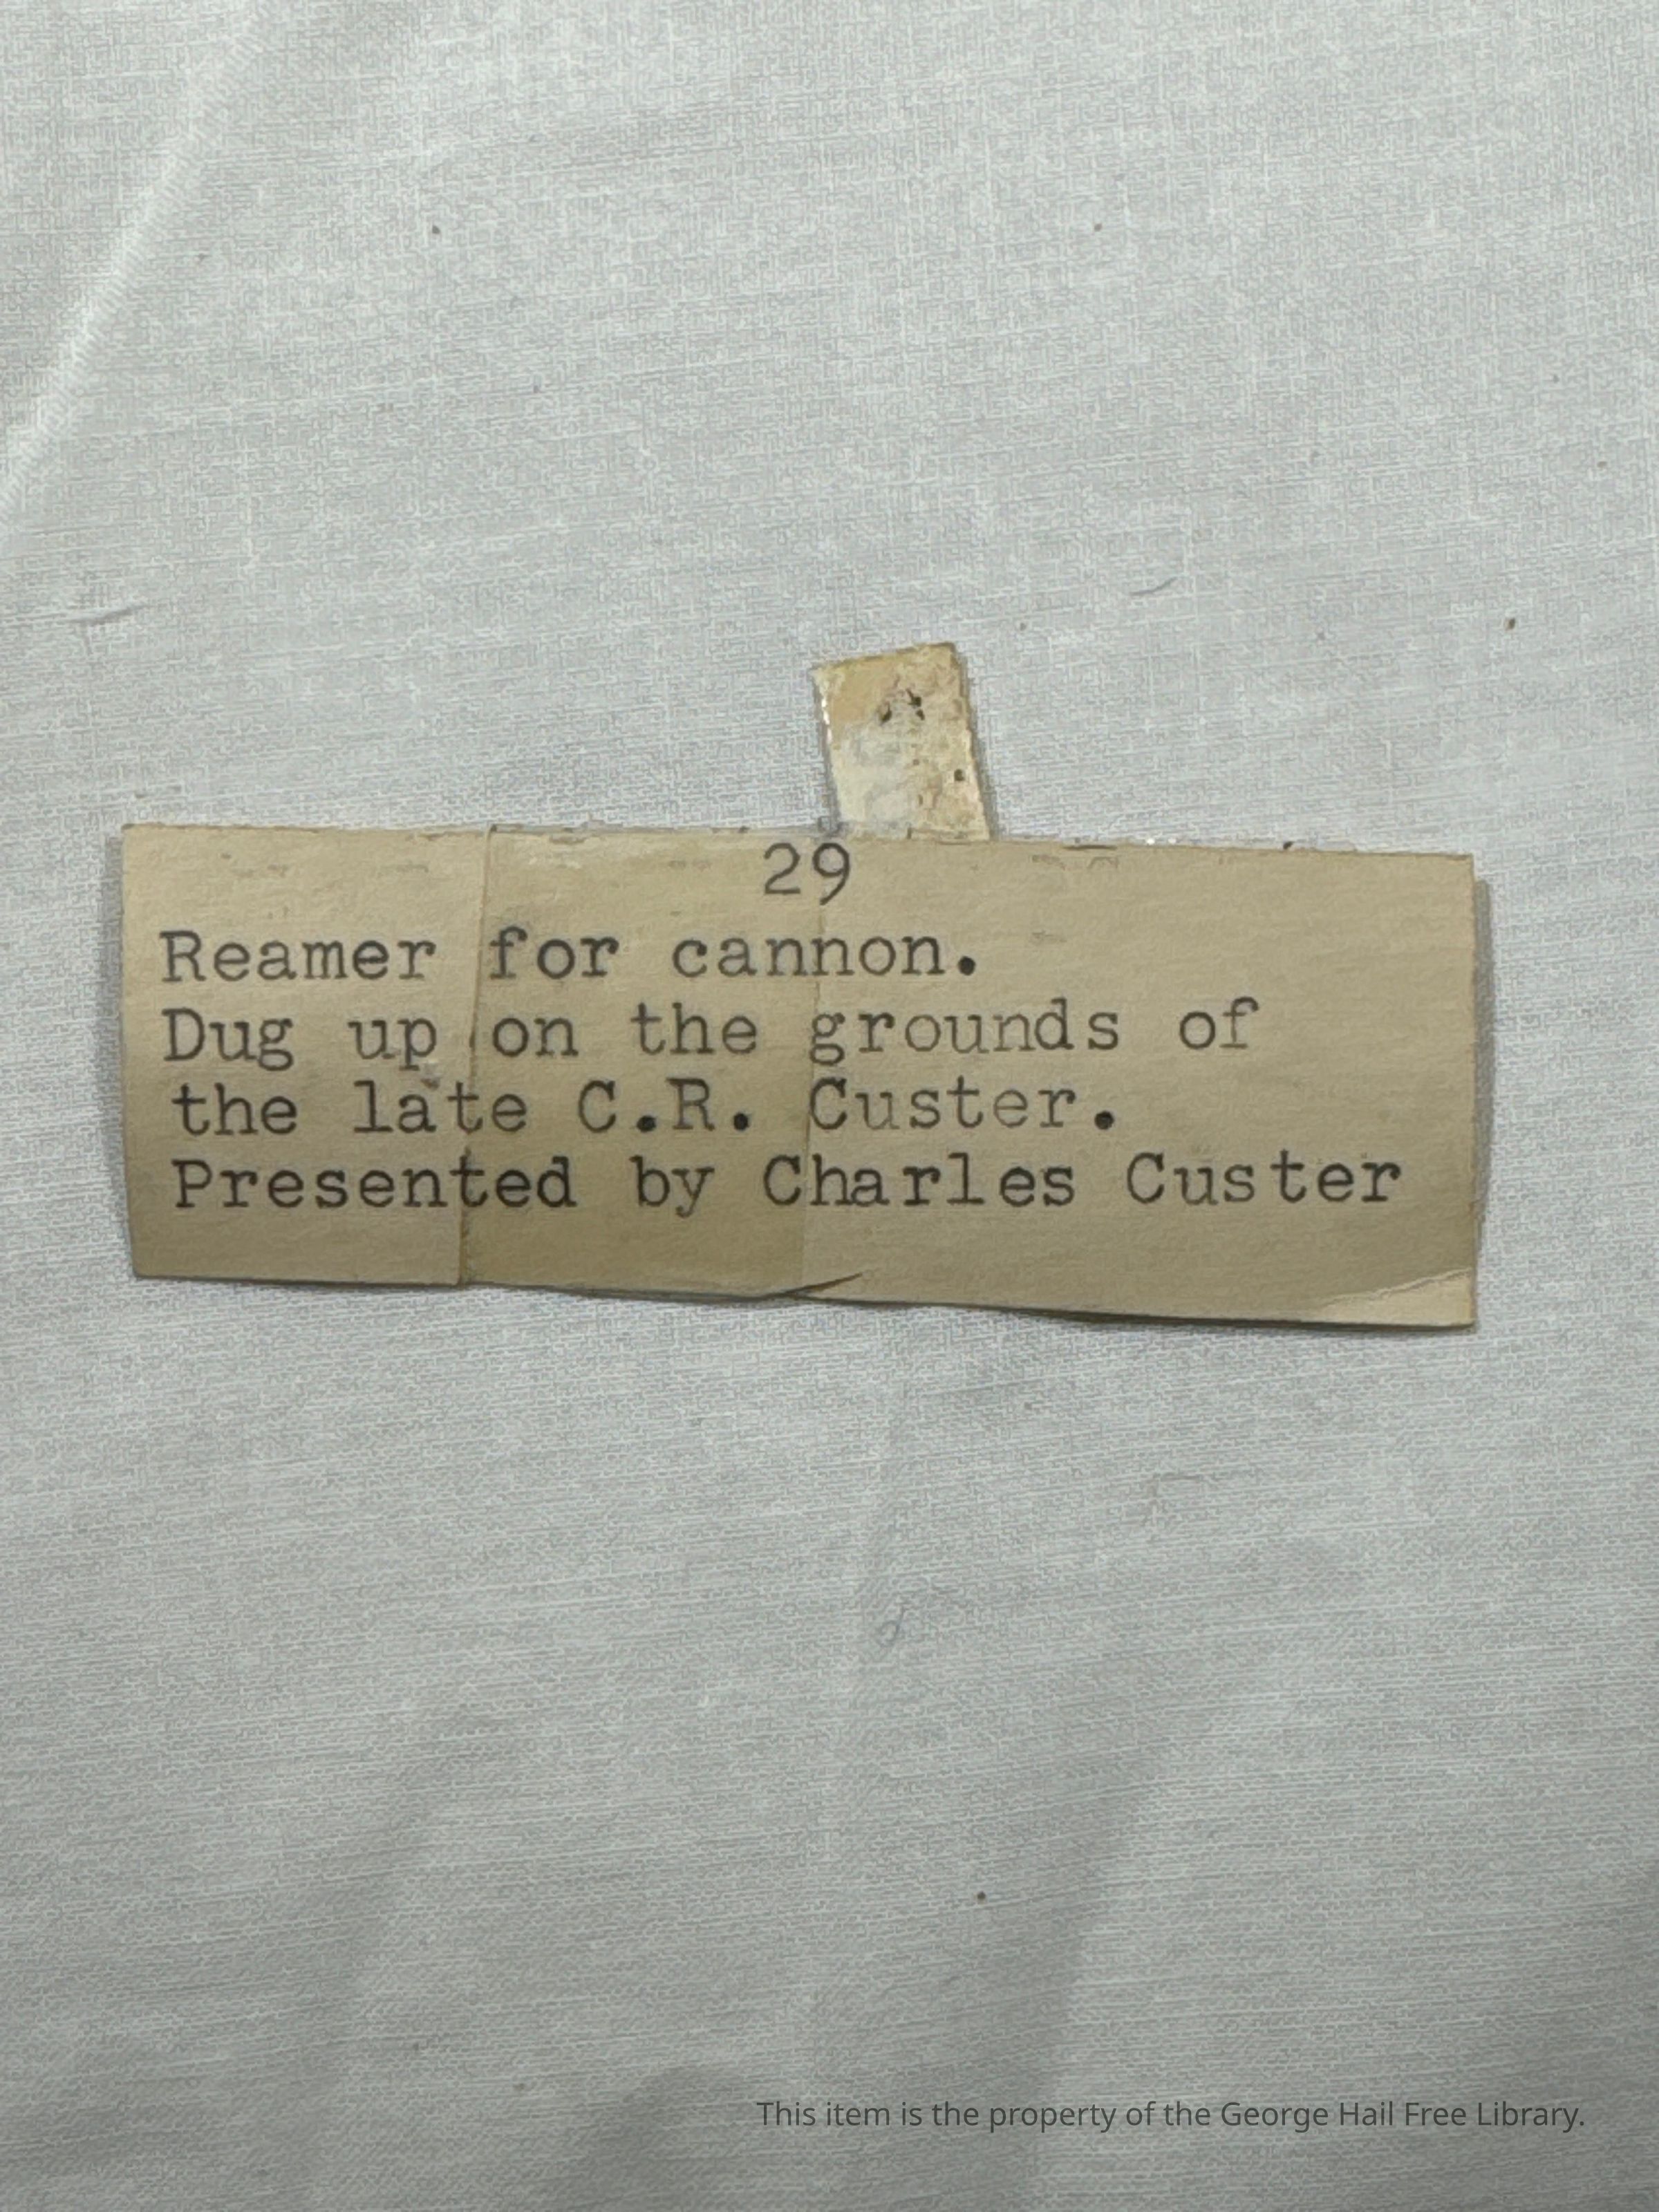 29
Reamer for cannon.
Dug up on the grounds of
the late C.R. Custer.
Presented by Charles Custer
This item is the property of the George Hail Free Library.